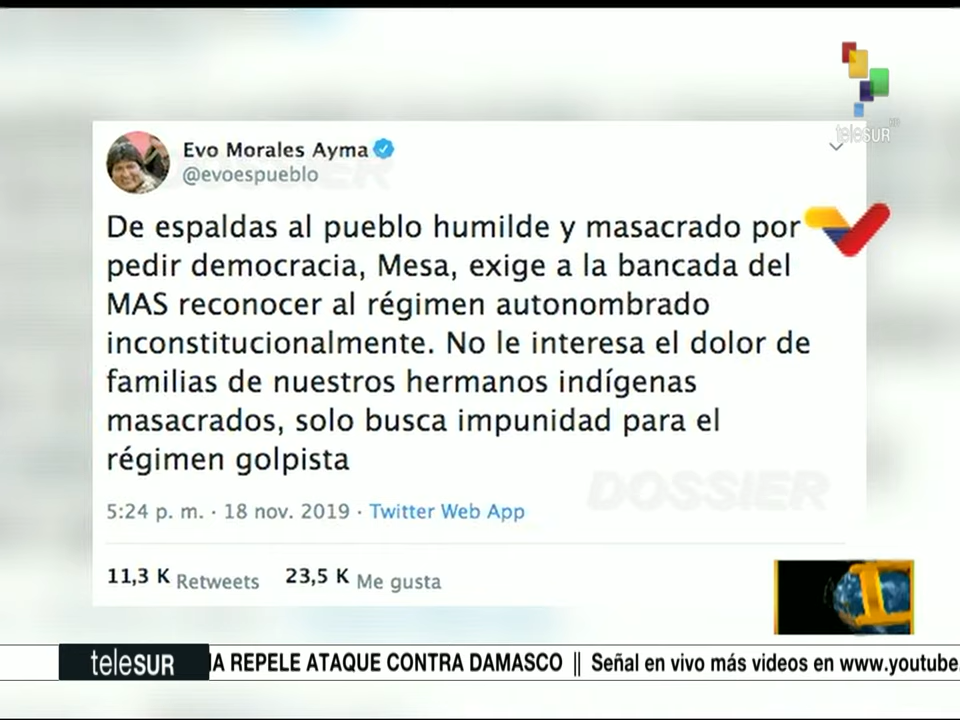 teleSUR
HD
Evo Morales Ayma
@evoespueblo
De espaldas al pueblo humilde y masacrado por
pedir democracia, Mesa, exige a la bancada del
MAS reconocer al régimen autonombrado
inconstitucionalmente. No le interesa el dolor de
familias de nuestros hermanos indígenas
masacrados, solo busca impunidad para el
régimen golpista
DOSSIER
5:24 p. m. · 18 nov. 2019 · Twitter Web App
11,3 K Retweets 23,5 K Me gusta
teleSUR IA REPELE ATAQUE CONTRA DAMASCO || Señal en vivo más videos en www.youtube.